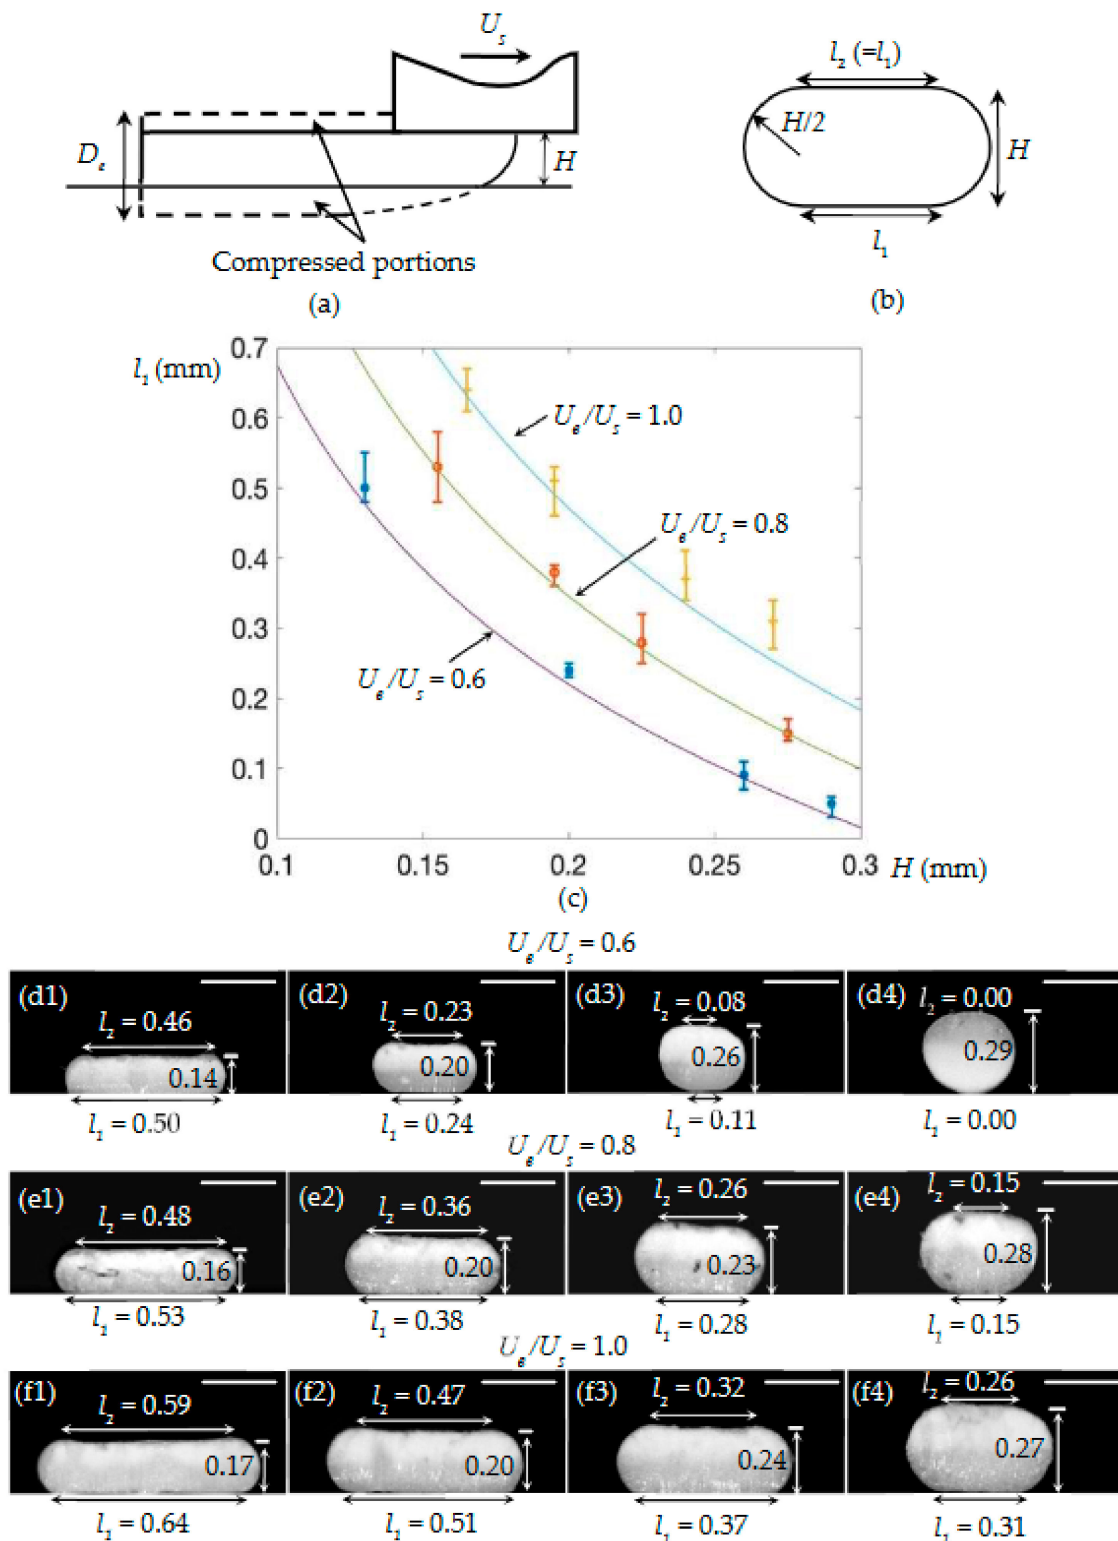 U_s
D_e
H
Compressed portions
(a)
l_2 (=l_1)
H/2
H
l_1
(b)
l_1 (mm)
0.7
0.6
0.5
0.4
0.3
0.2
0.1
0
U_e/U_s = 1.0
U_e/U_s = 0.8
U_e/U_s = 0.6
0.1 0.15 0.2 0.25 0.3 H (mm)
(c)
U_e/U_s = 0.6
(d1) (d2) (d3) (d4)
l_2 = 0.46 l_2 = 0.23 l_2 = 0.08 l_2 = 0.00
0.14 0.20 0.26 0.29
l_1 = 0.50 l_1 = 0.24 l_1 = 0.11 l_1 = 0.00
U_e/U_s = 0.8
(e1) (e2) (e3) (e4)
l_2 = 0.48 l_2 = 0.36 l_2 = 0.26 l_2 = 0.15
0.16 0.20 0.23 0.28
l_1 = 0.53 l_1 = 0.38 l_1 = 0.28 l_1 = 0.15
U_e/U_s = 1.0
(f1) (f2) (f3) (f4)
l_2 = 0.59 l_2 = 0.47 l_2 = 0.32 l_2 = 0.26
0.17 0.20 0.24 0.27
l_1 = 0.64 l_1 = 0.51 l_1 = 0.37 l_1 = 0.31